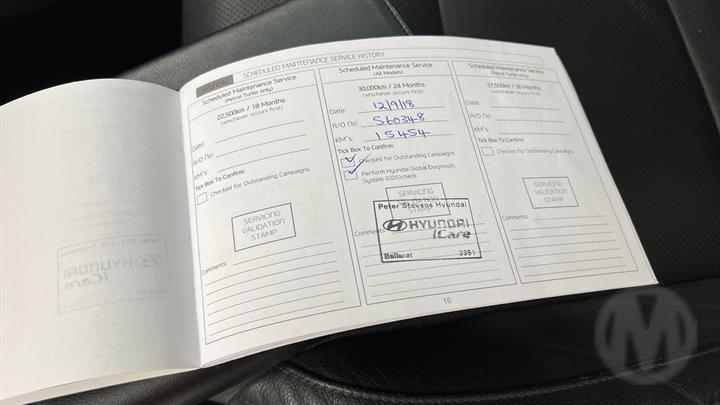 HISTORY SCHEDULED MAINTENANCE SERVICE HISTORY
Scheduled Maintenance Service
(Petrol Turbo only)
22,500km / 18 Months
(whichever occurs first)
Date:
R/O no:
KM's:
Tick Box To Confirm:
Checked for Outstanding Campaigns
SERVICING
VALIDATION
STAMP
Comments:
Scheduled Maintenance Service
(All Models)
30,000km / 24 Months
(whichever occurs first)
Date: 12/9/18
R/O no: S60348
KM's: 15454
Tick Box To Confirm:
Checked for Outstanding Campaigns
Perform Hyundai Global Diagnostic
System (GDS)check
SERVICING
VALIDATION
STAMP
Peter Stevens Hyundai
HYUNDAI
iCare
Ballarat 3351
Comments:
Scheduled Maintenance Service
(Petrol Turbo only)
37,500km / 30 Months
(whichever occurs first)
Date:
R/O no:
KM's:
Tick Box To Confirm:
Checked for Outstanding Campaigns
SERVICING
VALIDATION
STAMP
Comments:
16
M